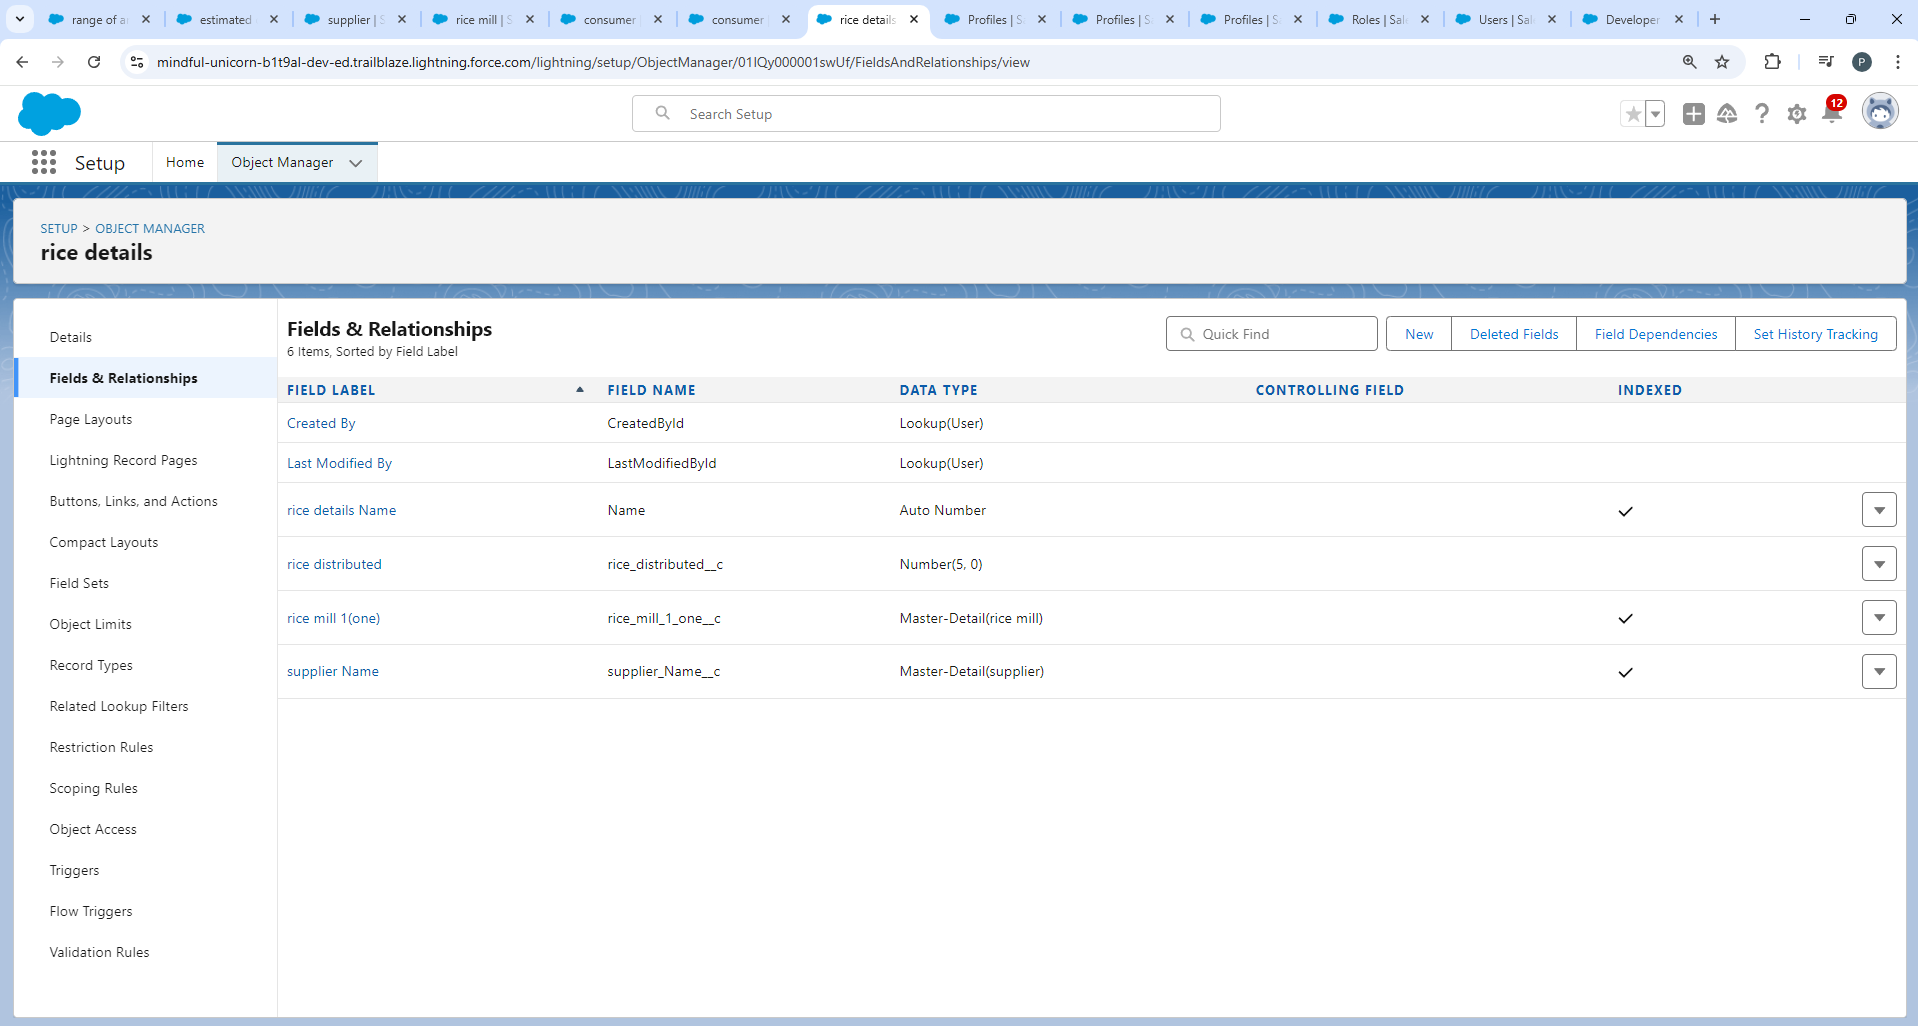 range of a
estimated
supplier | S
rice mill | S
consumer
consumer
rice details
Profiles | Sa
Profiles | Sa
Profiles | Sa
Roles | Sale
Users | Sale
Developer
mindful-unicorn-b1t9al-dev-ed.trailblaze.lightning.force.com/lightning/setup/ObjectManager/01IQy000001swUf/FieldsAndRelationships/view
P
Search Setup
12
Setup
Home
Object Manager
SETUP > OBJECT MANAGER
rice details
Details
Fields & Relationships
Page Layouts
Lightning Record Pages
Buttons, Links, and Actions
Compact Layouts
Field Sets
Object Limits
Record Types
Related Lookup Filters
Restriction Rules
Scoping Rules
Object Access
Triggers
Flow Triggers
Validation Rules
Fields & Relationships
6 Items, Sorted by Field Label
Quick Find
New
Deleted Fields
Field Dependencies
Set History Tracking
FIELD LABEL FIELD NAME DATA TYPE CONTROLLING FIELD INDEXED
Created By CreatedById Lookup(User)
Last Modified By LastModifiedById Lookup(User)
rice details Name Name Auto Number
rice distributed rice_distributed__c Number(5, 0)
rice mill 1(one) rice_mill_1_one__c Master-Detail(rice mill)
supplier Name supplier_Name__c Master-Detail(supplier)